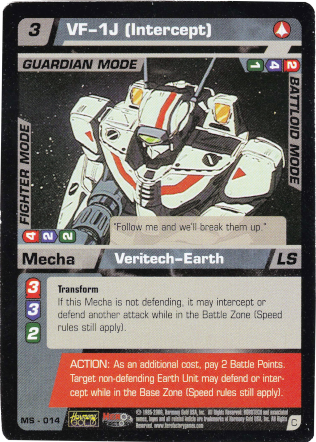 3 VF-1J (Intercept)
GUARDIAN MODE
1 4 2
BATTLOID MODE
FIGHTER MODE
4 2 2
"Follow me and we'll break them up."
Mecha Veritech-Earth LS
3
3
2
Transform
If this Mecha is not defending, it may intercept or
defend another attack while in the Battle Zone (Speed
rules still apply).
ACTION: As an additional cost, pay 2 Battle Points.
Target non-defending Earth Unit may defend or inter-
cept while in the Base Zone (Speed rules still apply).
MS - 014
Harmony
GOLD
C